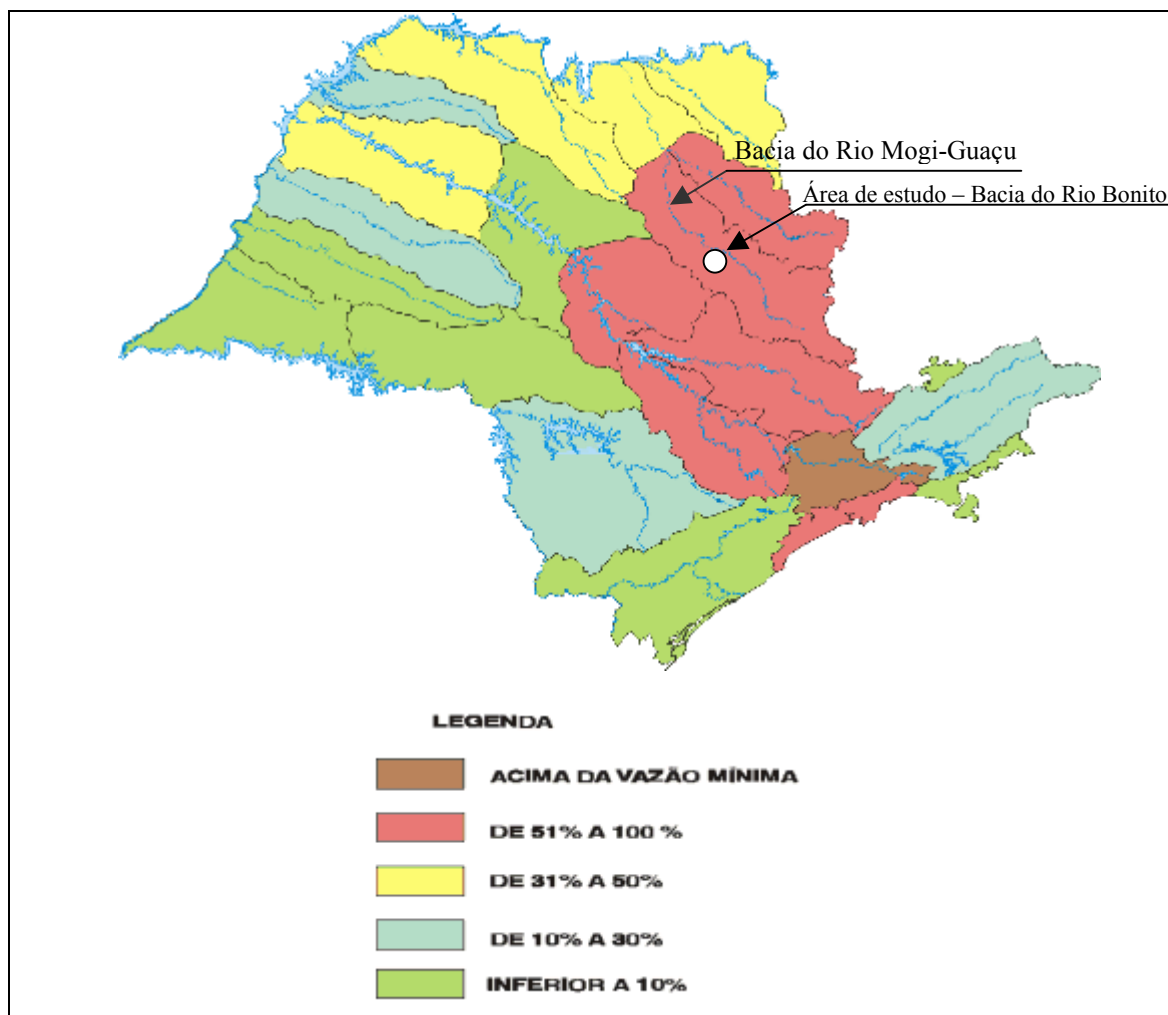 Bacia do Rio Mogi-Guaçu
Área de estudo – Bacia do Rio Bonito
LEGENDA
ACIMA DA VAZÃO MÍNIMA
DE 51% A 100 %
DE 31% A 50%
DE 10% A 30%
INFERIOR A 10%